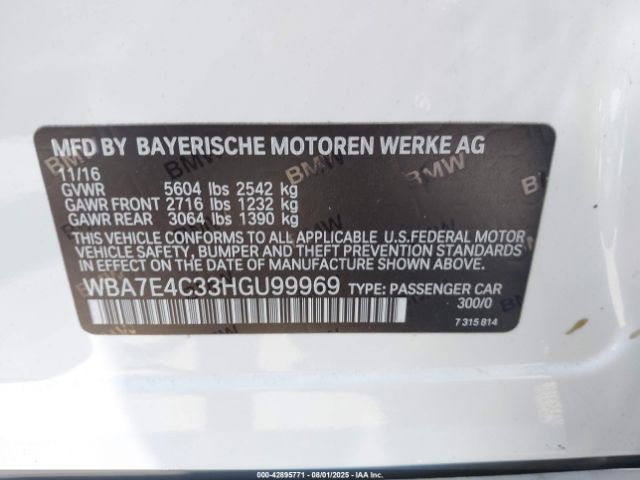 MFD BY BAYERISCHE MOTOREN WERKE AG
11/16
GVWR 5604 lbs 2542 kg
GAWR FRONT 2716 lbs 1232 kg
GAWR REAR 3064 lbs 1390 kg
THIS VEHICLE CONFORMS TO ALL APPLICABLE U.S.FEDERAL MOTOR
VEHICLE SAFETY, BUMPER, AND THEFT PREVENTION STANDARDS IN
EFFECT ON THE DATE OF MANUFACTURE SHOWN ABOVE.
WBA7E4C33HGU99969 TYPE: PASSENGER CAR
300/0
7 315 814
000-42895771 - 08/01/2025 - IAA Inc.